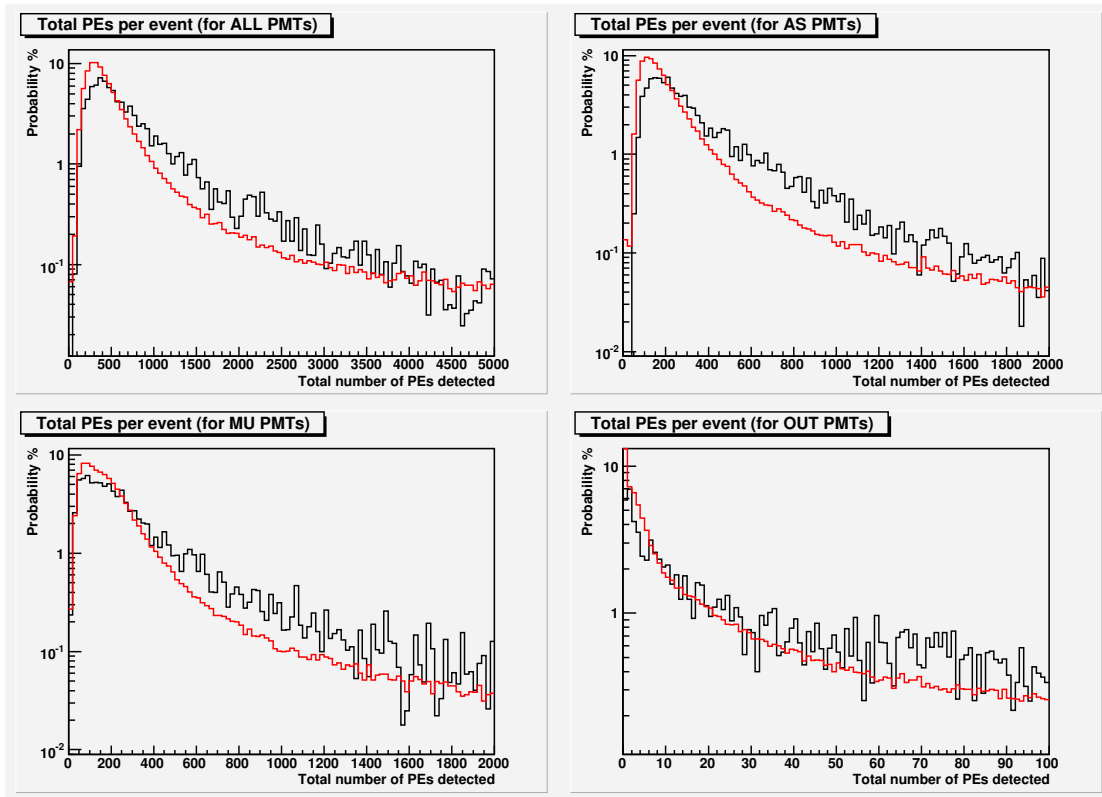 Total PEs per event (for ALL PMTs)
Probability %
10
1
10-1
0 500 1000 1500 2000 2500 3000 3500 4000 4500 5000
Total number of PEs detected
Total PEs per event (for AS PMTs)
Probability %
10
1
10-1
10-2
0 200 400 600 800 1000 1200 1400 1600 1800 2000
Total number of PEs detected
Total PEs per event (for MU PMTs)
Probability %
10
1
10-1
10-2
0 200 400 600 800 1000 1200 1400 1600 1800 2000
Total number of PEs detected
Total PEs per event (for OUT PMTs)
Probability %
10
1
0 10 20 30 40 50 60 70 80 90 100
Total number of PEs detected